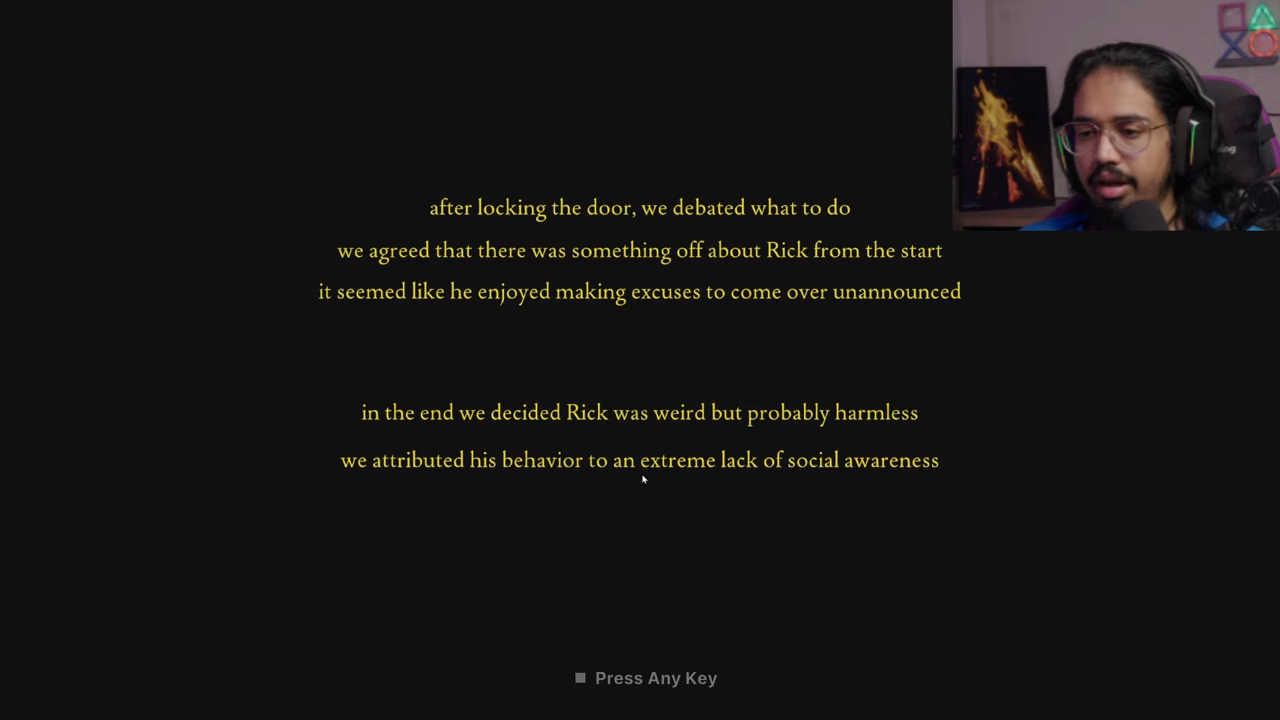 after locking the door, we debated what to do
we agreed that there was something off about Rick from the start
it seemed like he enjoyed making excuses to come over unannounced
in the end we decided Rick was weird but probably harmless
we attributed his behavior to an extreme lack of social awareness
Press Any Key